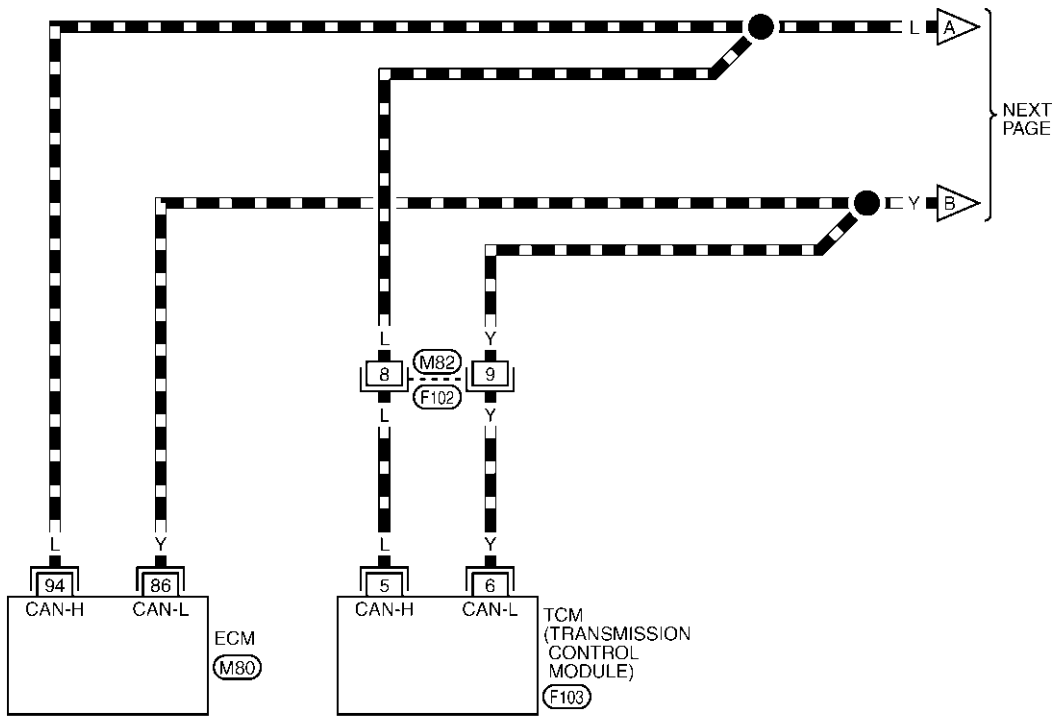 L A
NEXT
PAGE
Y B
L Y
8 M82 9
F102
L Y
L Y L Y
94 86 5 6
CAN-H CAN-L CAN-H CAN-L
ECM
M80
TCM
(TRANSMISSION
CONTROL
MODULE)
F103